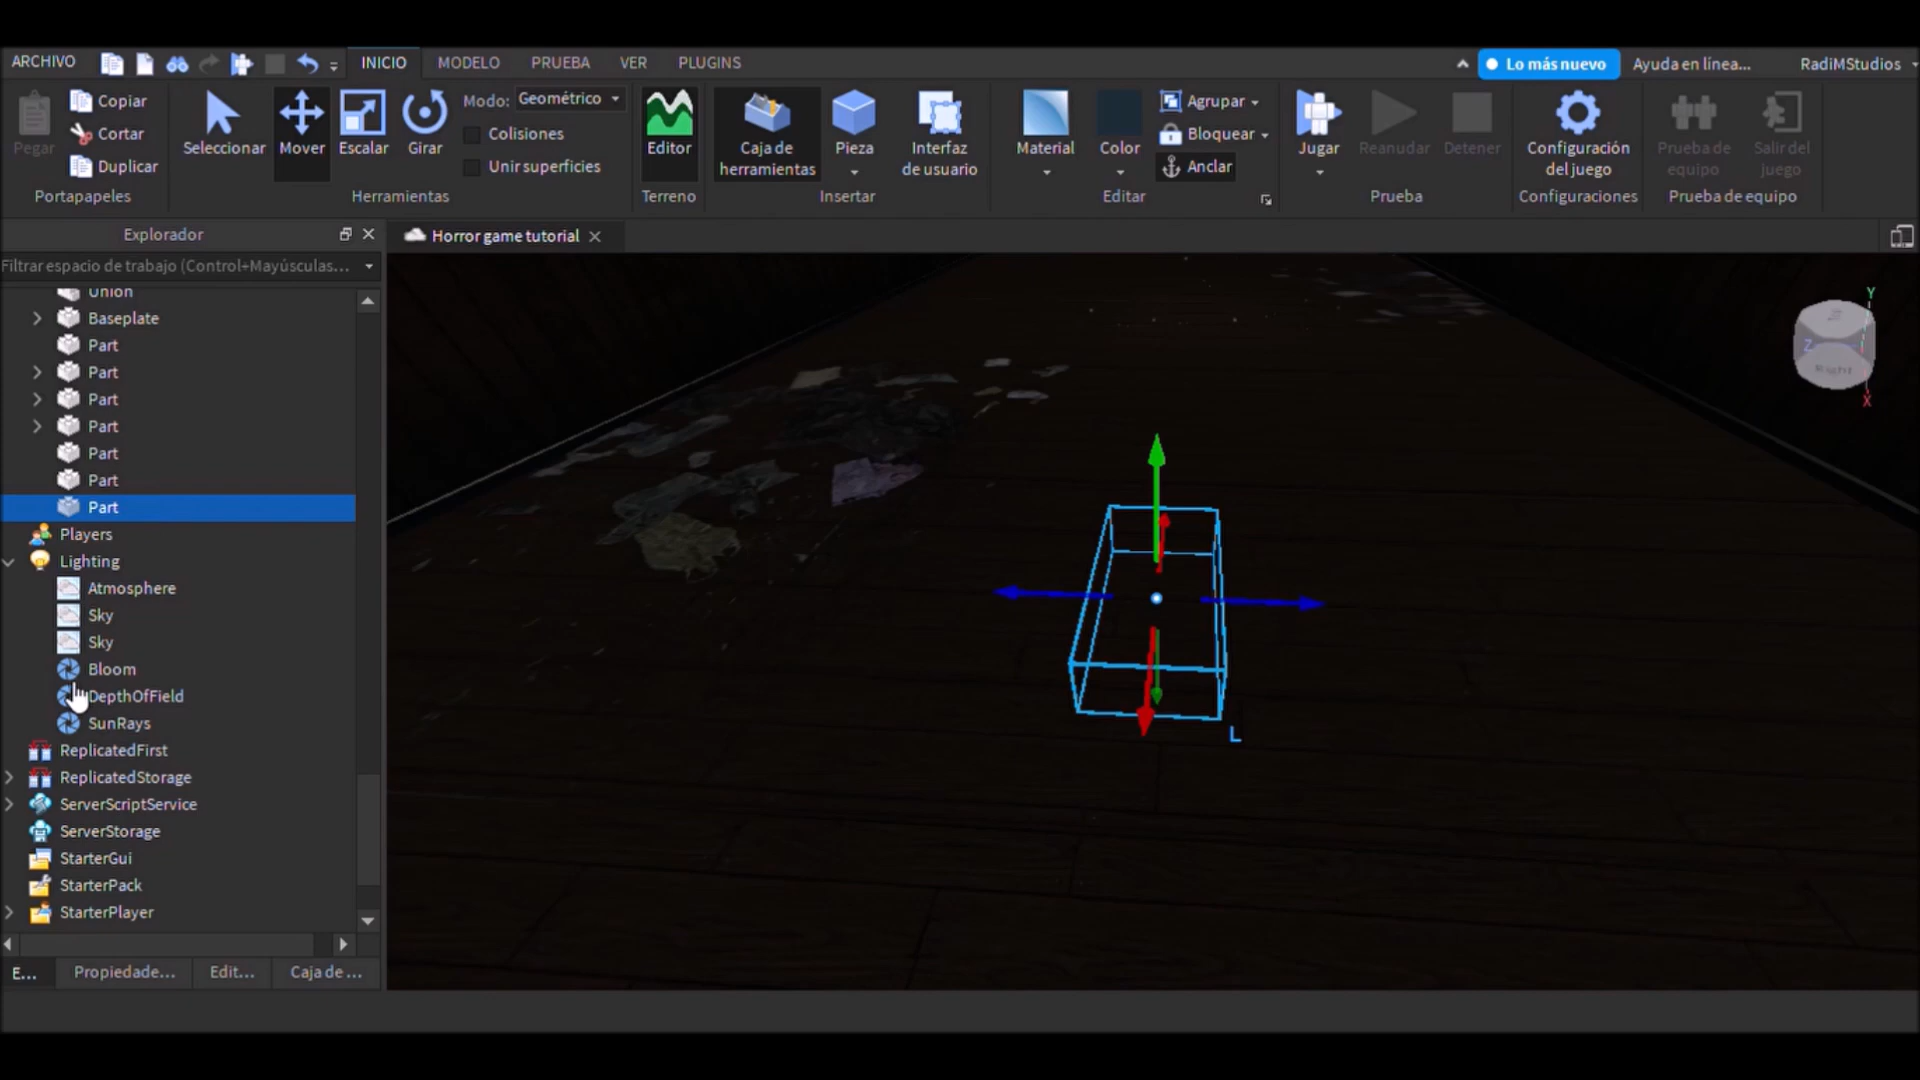 ARCHIVO
INICIO MODELO PRUEBA VER PLUGINS
Lo más nuevo Ayuda en línea... RadiMStudios
Pegar
Copiar
Cortar
Duplicar
Portapapeles
Seleccionar Mover Escalar Girar
Modo: Geométrico
Colisiones
Unir superficies
Herramientas
Editor
Terreno
Caja de herramientas
Pieza
Interfaz de usuario
Insertar
Material
Color
Agrupar
Bloquear
Anclar
Editar
Jugar Reanudar Detener
Prueba
Configuración del juego
Configuraciones
Prueba de equipo
Salir del juego
Prueba de equipo
Explorador
Horror game tutorial
Filtrar espacio de trabajo (Control+Mayúsculas...
Union
Baseplate
Part
Part
Part
Part
Part
Part
Part
Players
Lighting
Atmosphere
Sky
Sky
Bloom
DepthOfField
SunRays
ReplicatedFirst
ReplicatedStorage
ServerScriptService
ServerStorage
StarterGui
StarterPack
StarterPlayer
E... Propiedade... Edit... Caja de ...
Y
Z
Right
X
L